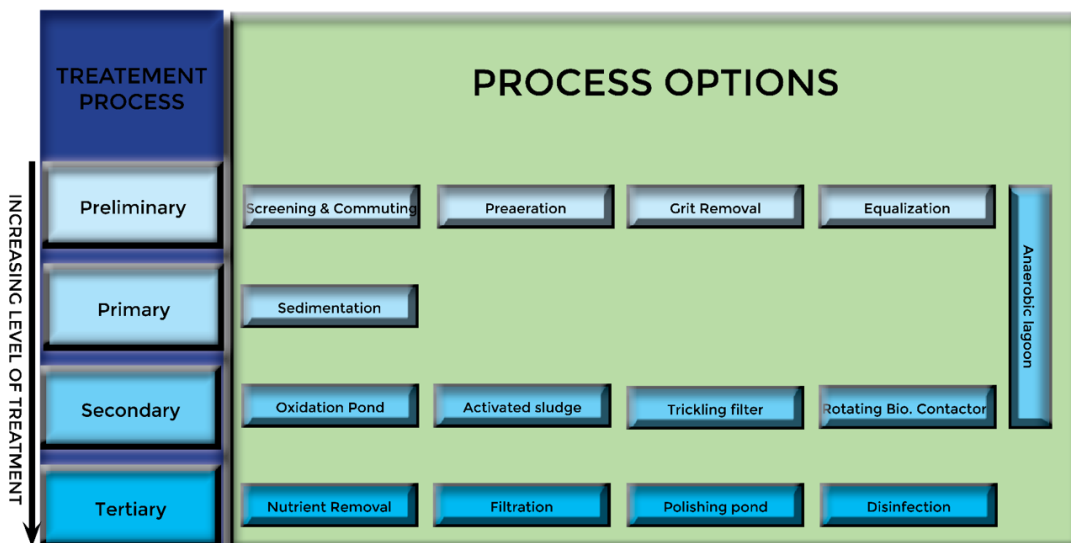 TREATEMENT
PROCESS
PROCESS OPTIONS
INCREASING LEVEL OF TREATMENT
Preliminary
Screening & Commuting
Preaeration
Grit Removal
Equalization
Anaerobic lagoon
Primary
Sedimentation
Secondary
Oxidation Pond
Activated sludge
Trickling filter
Rotating Bio. Contactor
Tertiary
Nutrient Removal
Filtration
Polishing pond
Disinfection